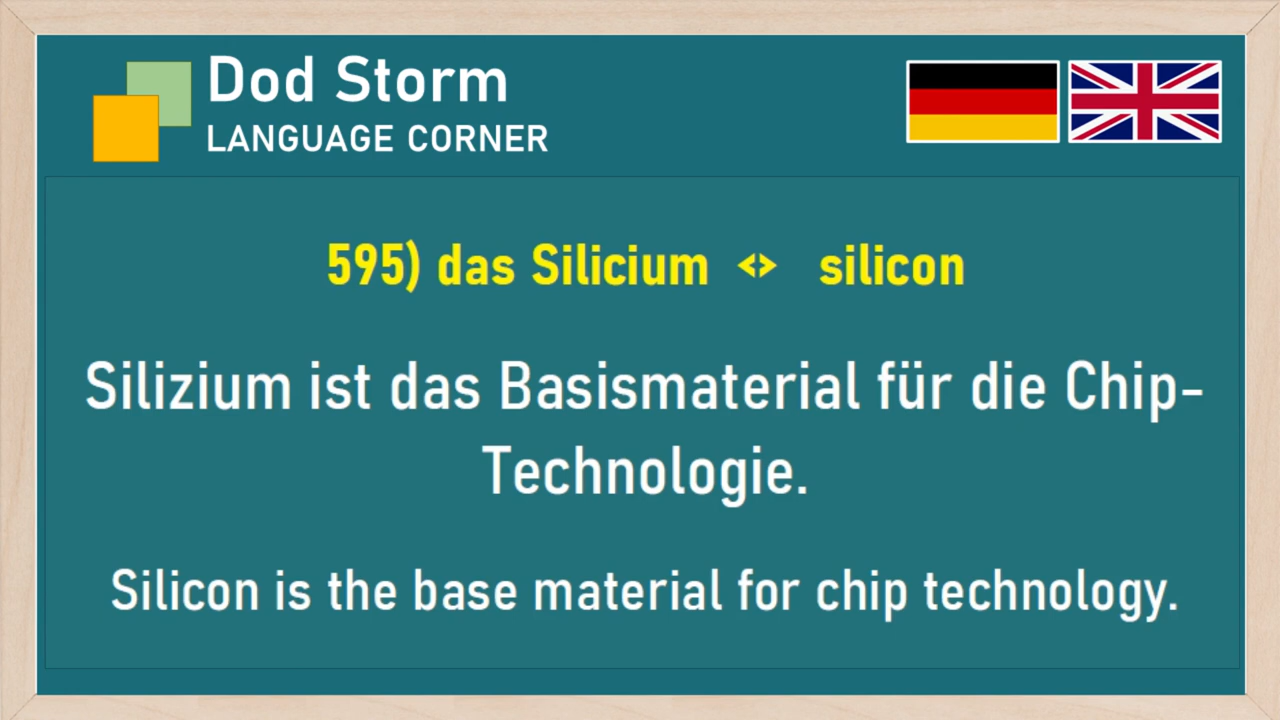 Dod Storm
LANGUAGE CORNER
595) das Silicium <> silicon
Silizium ist das Basismaterial für die Chip-
Technologie.
Silicon is the base material for chip technology.